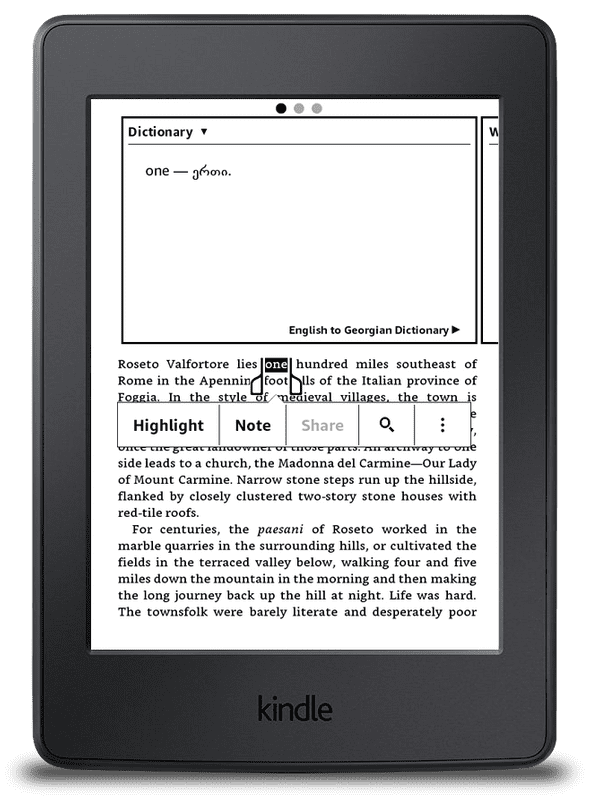 Dictionary ▼
W
one — ერთი.
English to Georgian Dictionary ▶
Roseto Valfortore lies one hundred miles southeast of
Rome in the Apennin foot lls of the Italian province of
Foggia. In the style of medieval villages, the town is
Highlight Note Share
once the great landowner of those parts. An archway to one
side leads to a church, the Madonna del Carmine—Our Lady
of Mount Carmine. Narrow stone steps run up the hillside,
flanked by closely clustered two-story stone houses with
red-tile roofs.
For centuries, the paesani of Roseto worked in the
marble quarries in the surrounding hills, or cultivated the
fields in the terraced valley below, walking four and five
miles down the mountain in the morning and then making
the long journey back up the hill at night. Life was hard.
The townsfolk were barely literate and desperately poor
kindle